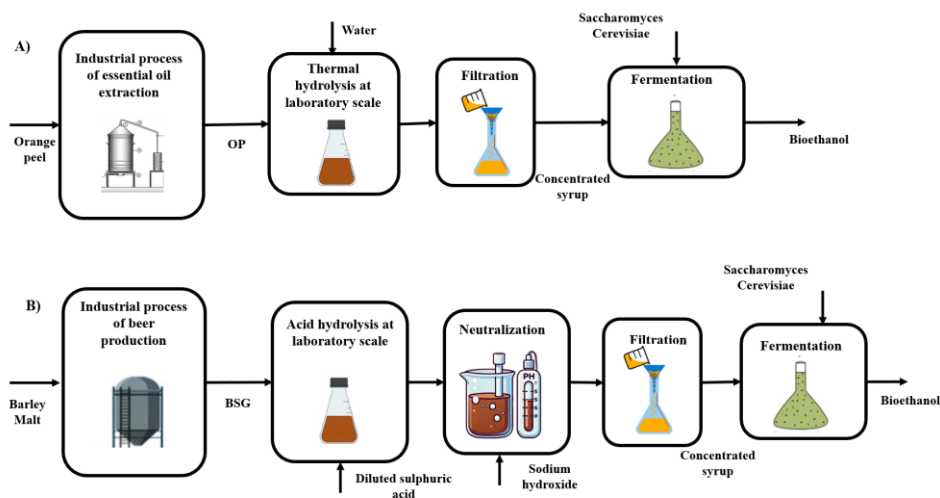 A)
Industrial process
of essential oil
extraction
Orange
peel
OP
Water
Thermal
hydrolysis at
laboratory scale
Filtration
Concentrated
syrup
Saccharomyces
Cerevisiae
Fermentation
Bioethanol
B)
Industrial process
of beer
production
Barley
Malt
BSG
Acid hydrolysis at
laboratory scale
Diluted sulphuric
acid
Neutralization
PH
Sodium
hydroxide
Filtration
Concentrated
syrup
Saccharomyces
Cerevisiae
Fermentation
Bioethanol